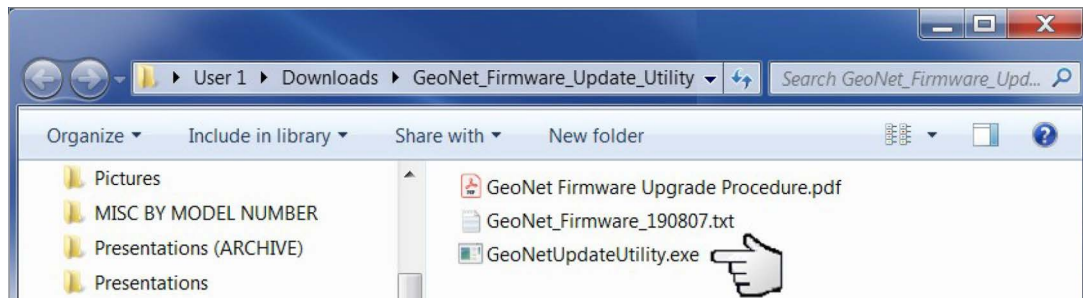 User 1 Downloads GeoNet_Firmware_Update_Utility Search GeoNet_Firmware_Upd...
Organize Include in library Share with New folder
Pictures
MISC BY MODEL NUMBER
Presentations (ARCHIVE)
Presentations
GeoNet Firmware Upgrade Procedure.pdf
GeoNet_Firmware_190807.txt
GeoNetUpdateUtility.exe